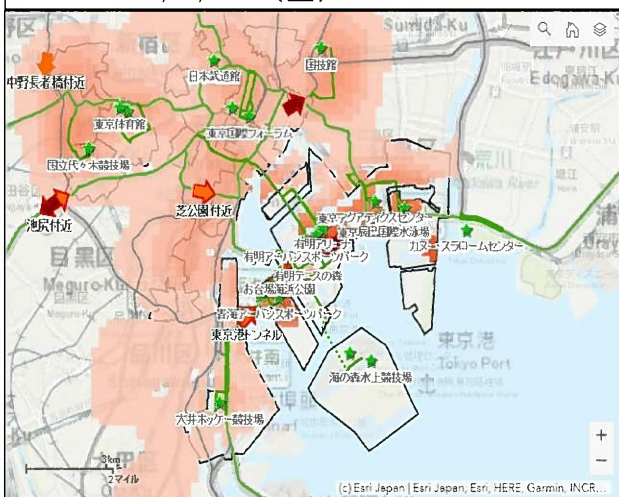 Sumida-Ku
江戸川区
Edogawa-Ku
国技館
中野長者橋付近
日本武道館
東京体育館
東京国際フォーラム
荒川
国立代々木競技場
芝公園付近
池尻付近
東京アクアティクスセンター
東京辰巳国際水泳場
有明アリーナ
カヌー・スラロームセンター
有明アーバンスポーツパーク
目黒区
Meguro-Ku
有明テニスの森
お台場海浜公園
青海アーバンスポーツパーク
東京港トンネル
東京港
Tokyo Port
海の森水上競技場
大井ホッケー競技場
3km
2マイル
(c) Esri Japan | Esri Japan, Esri, HERE, Garmin, INCR...